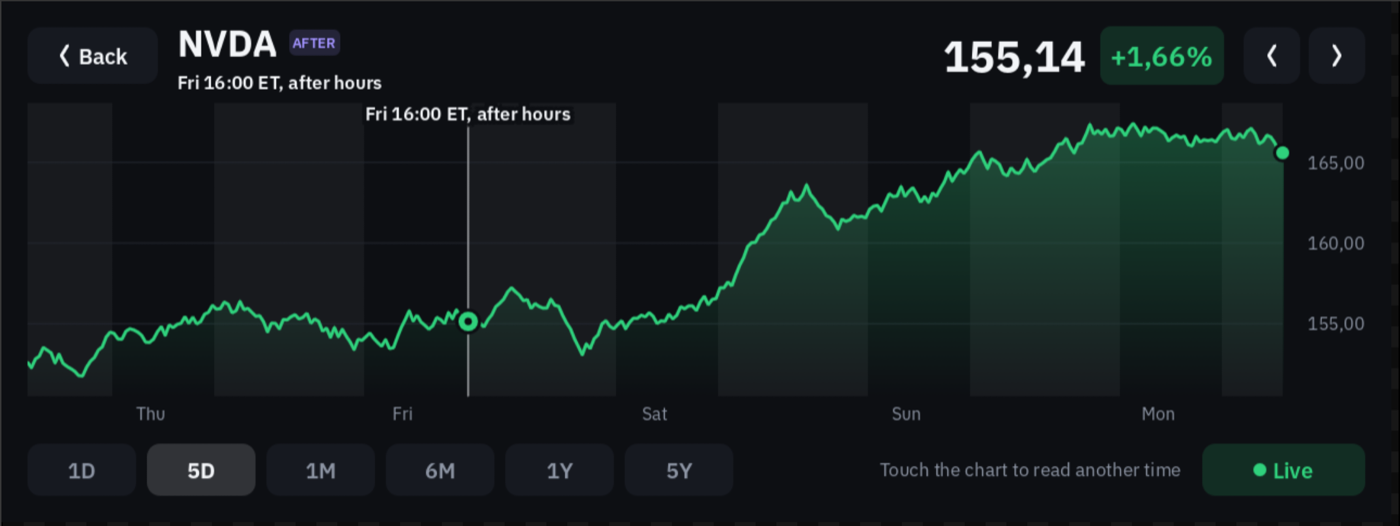 Back
NVDA AFTER
Fri 16:00 ET, after hours
155,14 +1,66%
Fri 16:00 ET, after hours
165,00
160,00
155,00
Thu Fri Sat Sun Mon
1D 5D 1M 6M 1Y 5Y
Touch the chart to read another time
Live